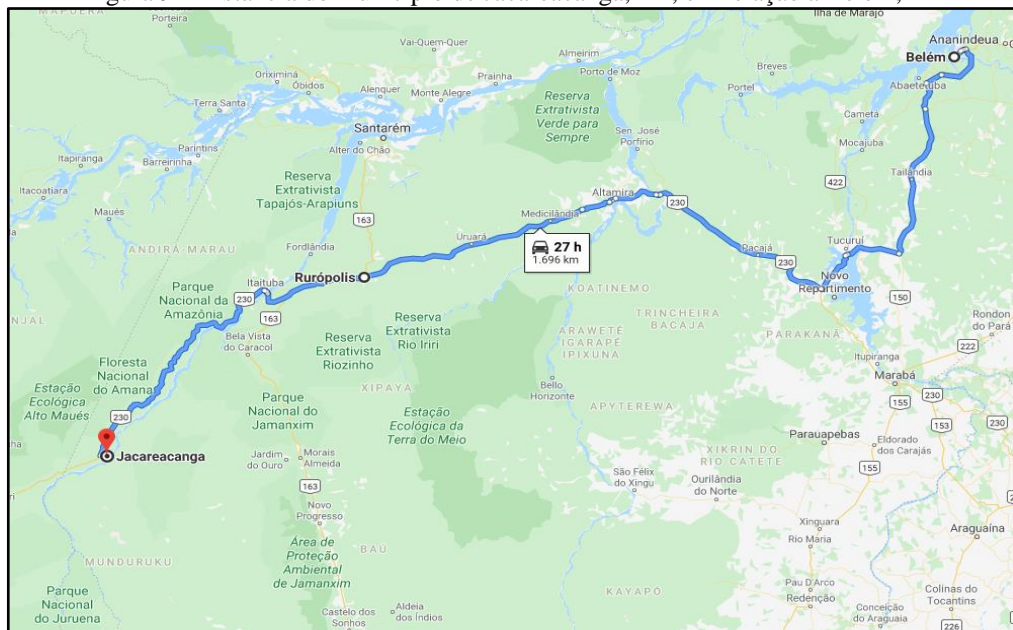 MAPUERA
Porteira
Ilha de Marajó
Vai-Quem-Quer
Almeirim
Ananindeua
Belém
Prainha
Porto de Moz
Breves
Oriximiná
Óbidos
Alenquer
Monte Alegre
Portel
Abaetetuba
Terra Santa
Reserva
Extrativista
Verde para
Sempre
Cametá
Santarém
Sen. José
Porfírio
Mocajuba
Parintins
Alter do Chão
Itapiranga
Barreirinha
Reserva
Extrativista
Tapajós-Arapiuns
Tailândia
Itacoatiara
422
Altamira
Maués
163
Medicilândia
230
ANDIRÁ-MARAU
Fordlândia
Uruará
Tucuruí
27 h
1.696 km
Pacajá
Rurópolis
230
Novo
Repartimento
Itaituba
KOATINEMO
Parque
Nacional da
Amazônia
230
163
150
TRINCHEIRA
BACAJA
Rondon
do Pará
Bela Vista
do Caracol
Reserva
Extrativista
Rio Iriri
ARAWETÉ
IGARAPÉ
IPIXUNA
PARAKANÃ
Reserva
Extrativista
Riozinho
222
Floresta
Nacional
do Amana
Itupiranga
Estação
Ecológica
Alto Maués
XIPAYA
Marabá
Bello
Horizonte
230
Parque
Nacional do
Jamanxim
Estação
Ecológica da
Terra do Meio
155
230
APYTEREWA
153
Parauapebas
Eldorado
dos Carajás
Jacareacanga
Jardim
do Ouro
Morais
Almeida
XIKRIN DO
RIO CATETÉ
155
São Félix
do Xingu
Ourilândia
do Norte
163
Novo
Progresso
Xinguara
Araguaína
Rio Maria
MUNDURUKU
BAÚ
Área de
Proteção
Ambiental
de Jamanxim
Pau D'Arco
Redenção
Colinas do
Tocantins
Parque
Nacional
do Juruena
KAYAPÓ
Castelo dos
Sonhos
Aldeia
dos Índios
Conceição
do Araguaia
226